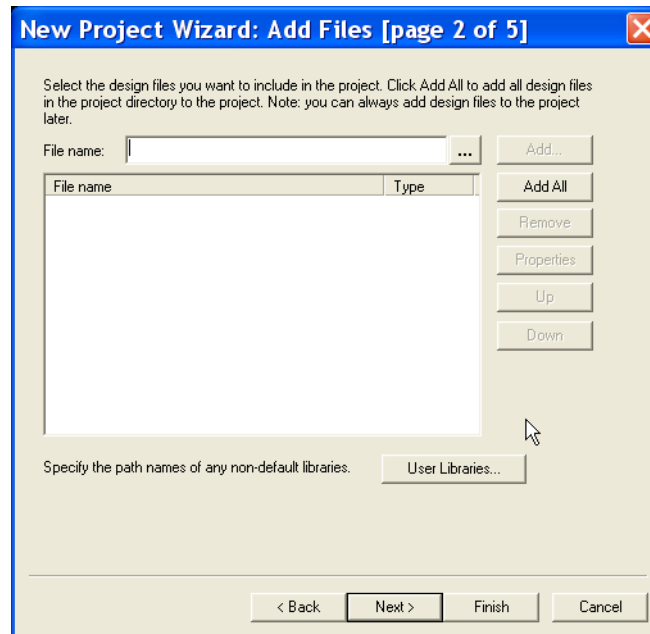 New Project Wizard: Add Files [page 2 of 5]
Select the design files you want to include in the project. Click Add All to add all design files
in the project directory to the project. Note: you can always add design files to the project
later.
File name:
...
Add...
File name
Type
Add All
Remove
Properties
Up
Down
Specify the path names of any non-default libraries.
User Libraries...
< Back
Next >
Finish
Cancel